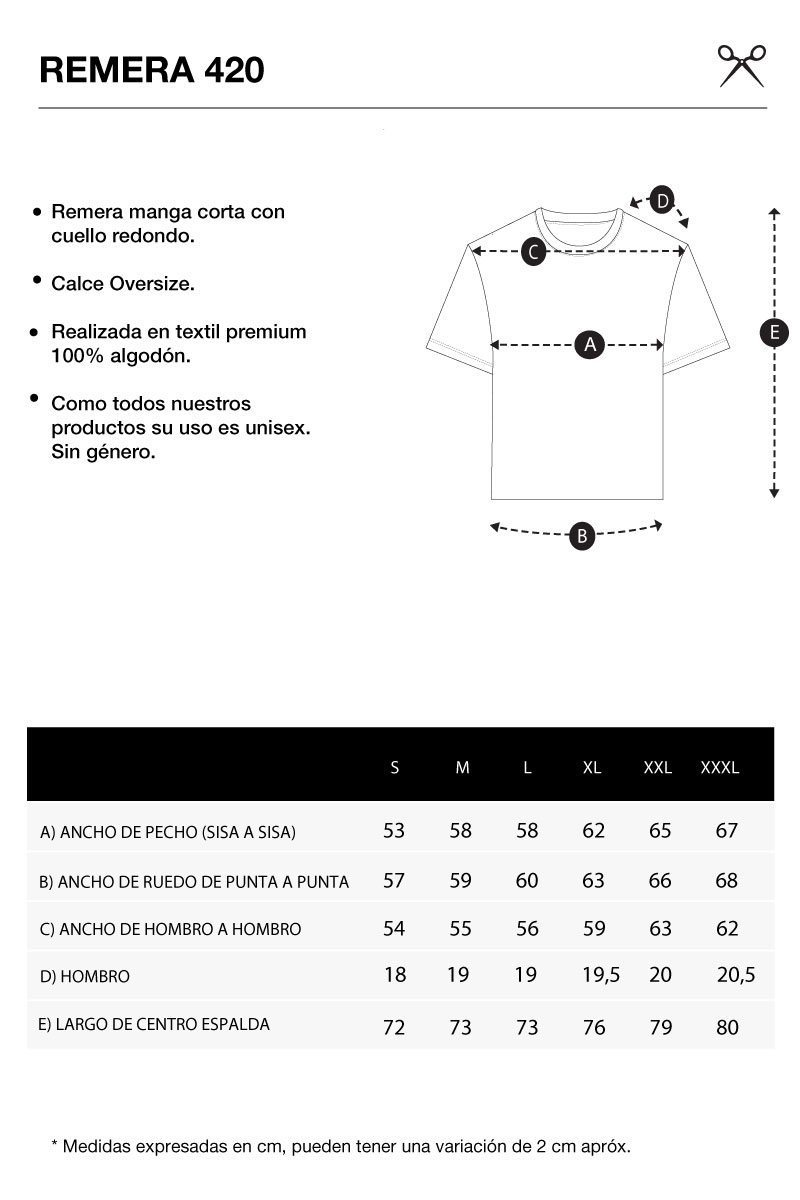 REMERA 420
• Remera manga corta con
cuello redondo.
• Calce Oversize.
• Realizada en textil premium
100% algodón.
• Como todos nuestros
productos su uso es unisex.
Sin género.
D
C
A
E
B
S M L XL XXL XXXL
A) ANCHO DE PECHO (SISA A SISA) 53 58 58 62 65 67
B) ANCHO DE RUEDO DE PUNTA A PUNTA 57 59 60 63 66 68
C) ANCHO DE HOMBRO A HOMBRO 54 55 56 59 63 62
D) HOMBRO 18 19 19 19,5 20 20,5
E) LARGO DE CENTRO ESPALDA 72 73 73 76 79 80
* Medidas expresadas en cm, pueden tener una variación de 2 cm apróx.